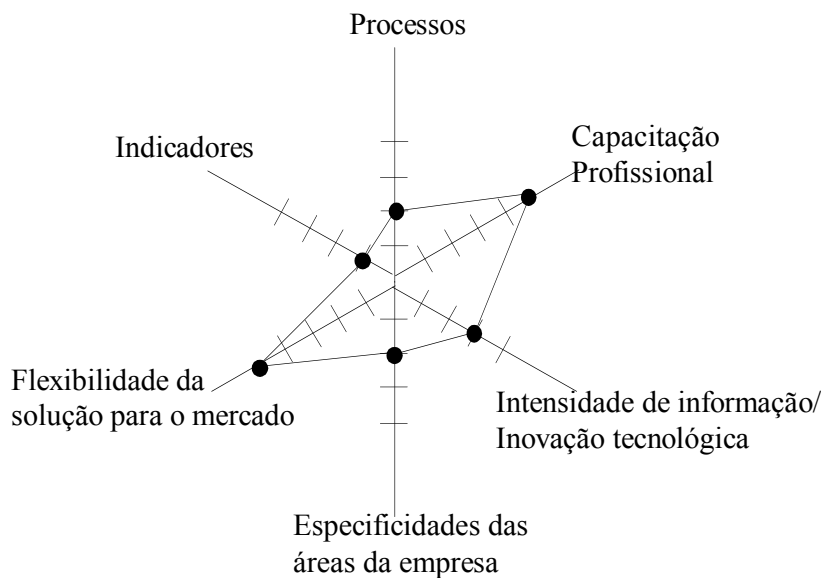 Processos
Indicadores
Capacitação
Profissional
Flexibilidade da
solução para o mercado
Intensidade de informação/
Inovação tecnológica
Especificidades das
áreas da empresa